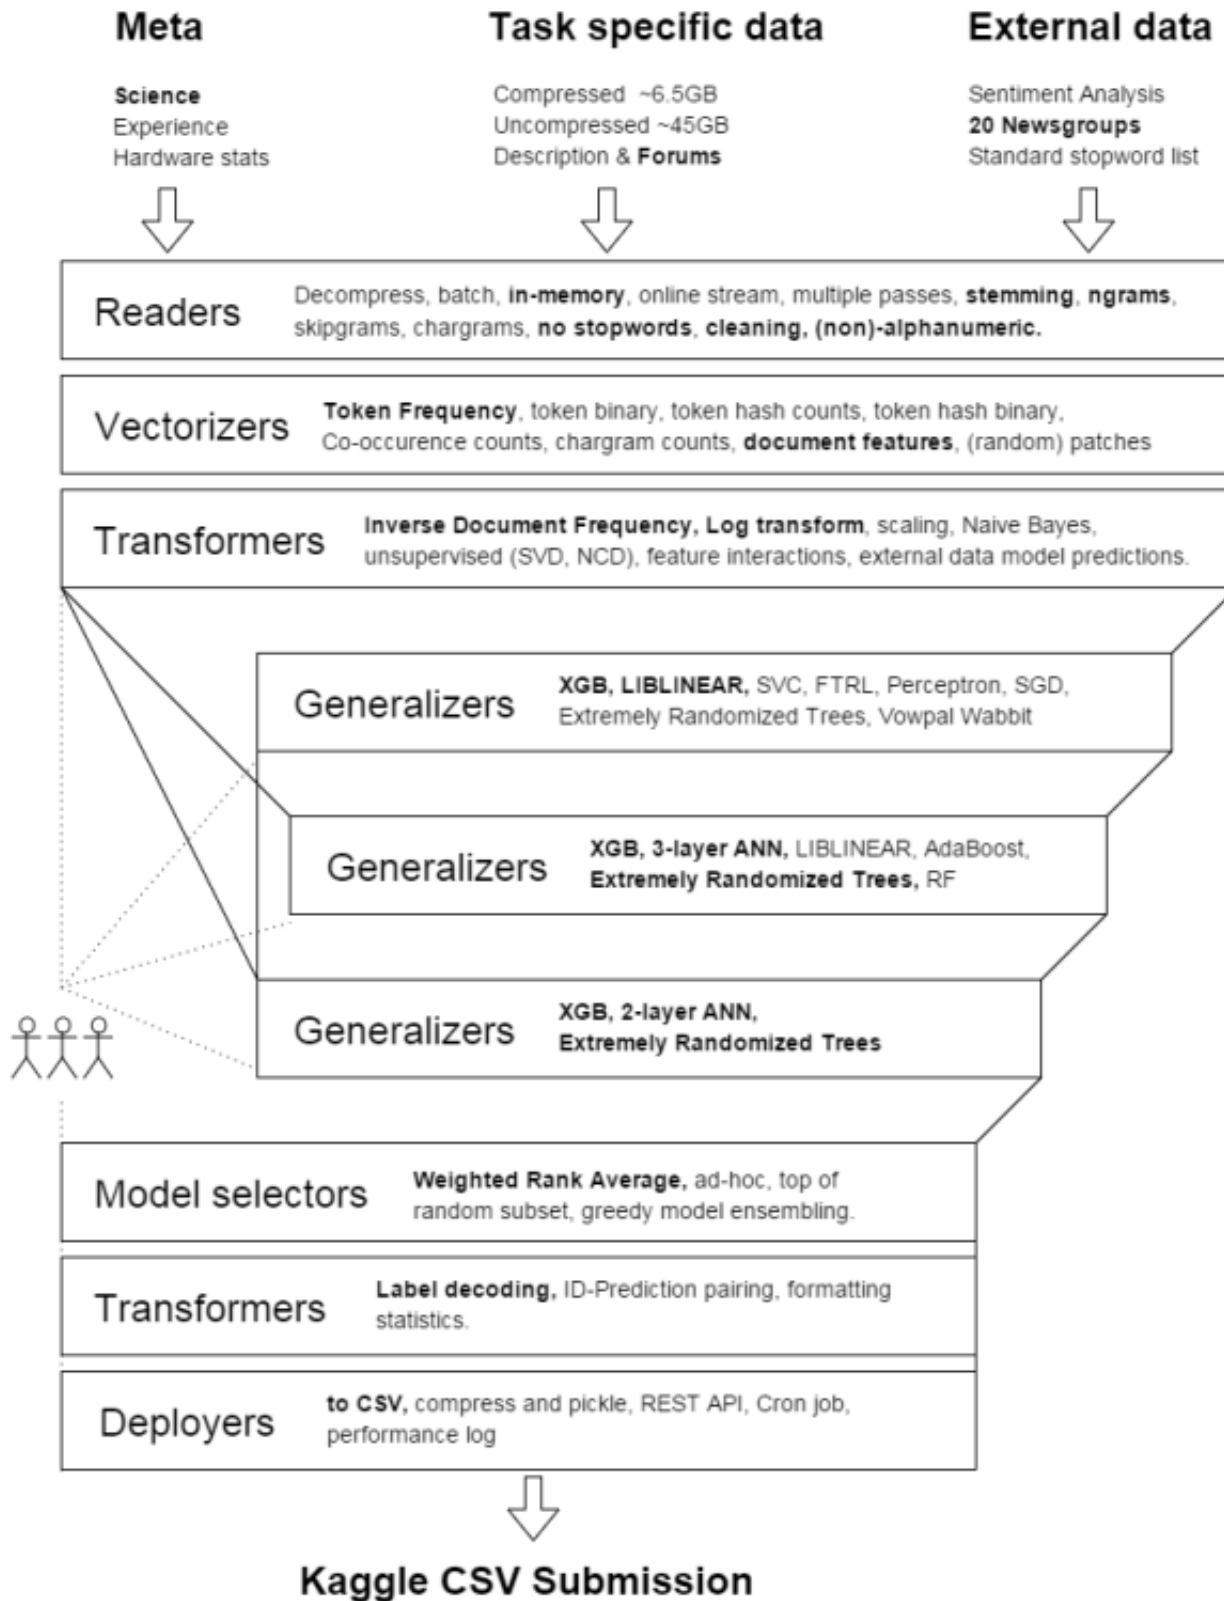 Meta
Task specific data
External data
Science
Experience
Hardware stats
Compressed ~6.5GB
Uncompressed ~45GB
Description & Forums
Sentiment Analysis
20 Newsgroups
Standard stopword list
Readers
Decompress, batch, in-memory, online stream, multiple passes, stemming, ngrams,
skipgrams, chargrams, no stopwords, cleaning, (non)-alphanumeric.
Vectorizers
Token Frequency, token binary, token hash counts, token hash binary,
Co-occurence counts, chargram counts, document features, (random) patches
Transformers
Inverse Document Frequency, Log transform, scaling, Naive Bayes,
unsupervised (SVD, NCD), feature interactions, external data model predictions.
Generalizers
XGB, LIBLINEAR, SVC, FTRL, Perceptron, SGD,
Extremely Randomized Trees, Vowpal Wabbit
Generalizers
XGB, 3-layer ANN, LIBLINEAR, AdaBoost,
Extremely Randomized Trees, RF
Generalizers
XGB, 2-layer ANN,
Extremely Randomized Trees
Model selectors
Weighted Rank Average, ad-hoc, top of
random subset, greedy model ensembling.
Transformers
Label decoding, ID-Prediction pairing, formatting
statistics.
Deployers
to CSV, compress and pickle, REST API, Cron job,
performance log
Kaggle CSV Submission